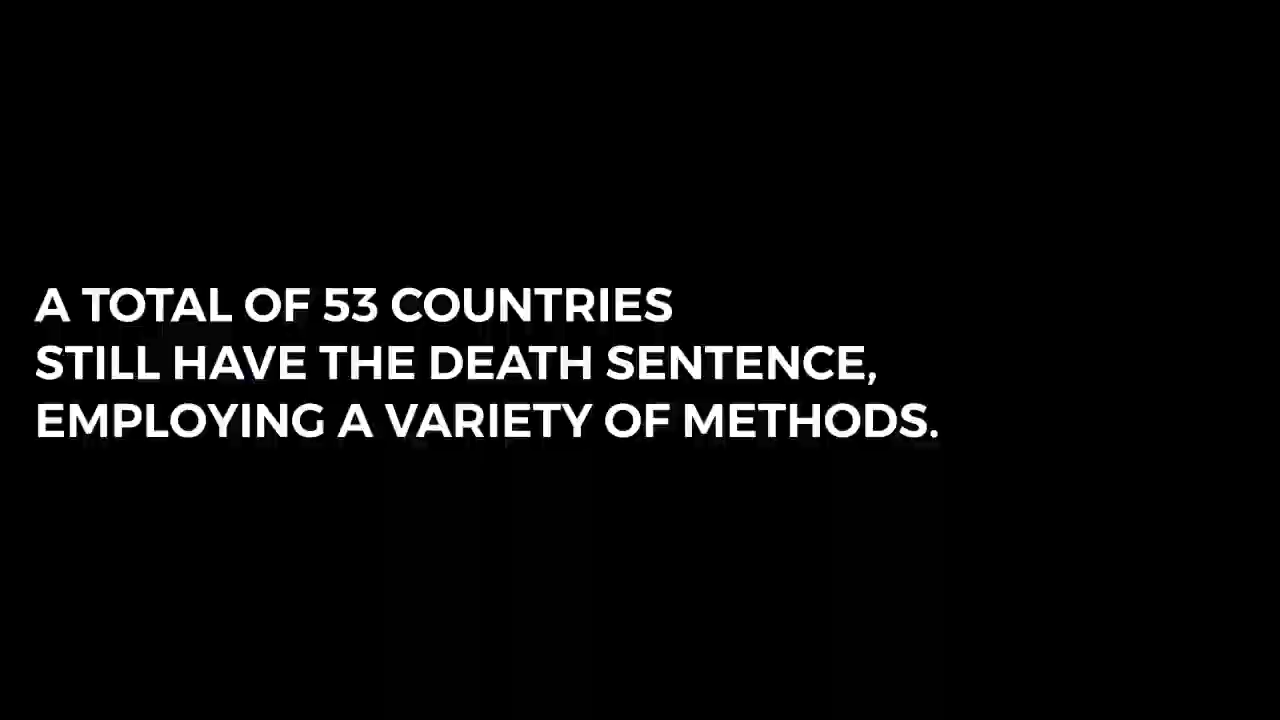 A TOTAL OF 53 COUNTRIES
STILL HAVE THE DEATH SENTENCE,
EMPLOYING A VARIETY OF METHODS.